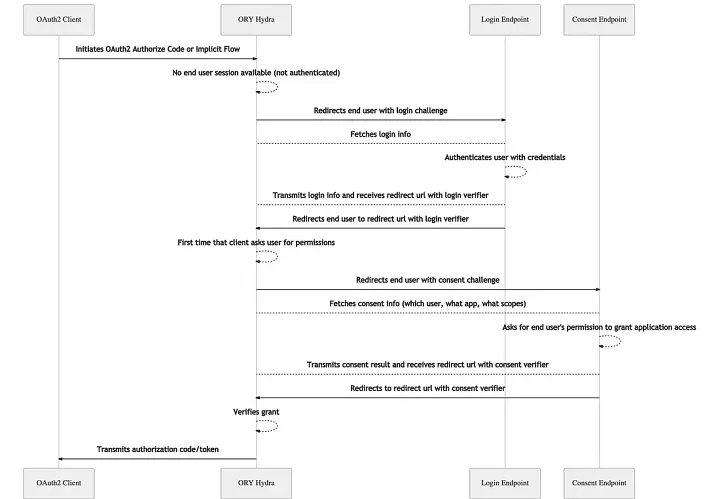 OAuth2 Client
ORY Hydra
Login Endpoint
Consent Endpoint
Initiates OAuth2 Authorize Code or Implicit Flow
No end user session available (not authenticated)
Redirects end user with login challenge
Fetches login info
Authenticates user with credentials
Transmits login info and receives redirect url with login verifier
Redirects end user to redirect url with login verifier
First time that client asks user for permissions
Redirects end user with consent challenge
Fetches consent info (which user, what app, what scopes)
Asks for end user's permission to grant application access
Transmits consent result and receives redirect url with consent verifier
Redirects to redirect url with consent verifier
Verifies grant
Transmits authorization code/token
OAuth2 Client
ORY Hydra
Login Endpoint
Consent Endpoint